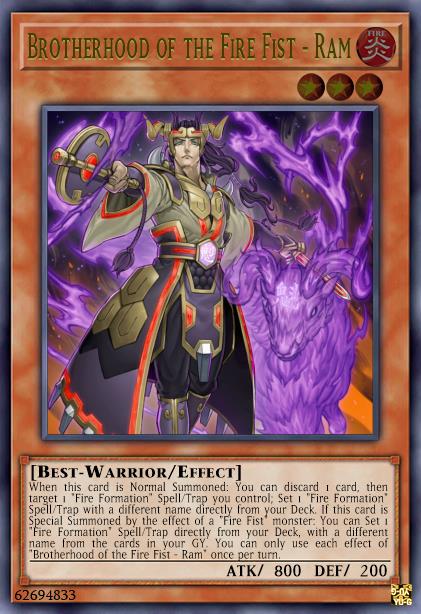 BROTHERHOOD OF THE FIRE FIST - RAM
FIRE
炎
[BEST-WARRIOR/EFFECT]
When this card is Normal Summoned: You can discard 1 card, then
target 1 "Fire Formation" Spell/Trap you control; Set 1 "Fire Formation"
Spell/Trap with a different name directly from your Deck. If this card is
Special Summoned by the effect of a "Fire Fist" monster: You can Set 1
"Fire Formation" Spell/Trap directly from your Deck, with a different
name from the cards in your GY. You can only use each effect of
"Brotherhood of the Fire Fist - Ram" once per turn.
ATK/ 800 DEF/ 200
62694833